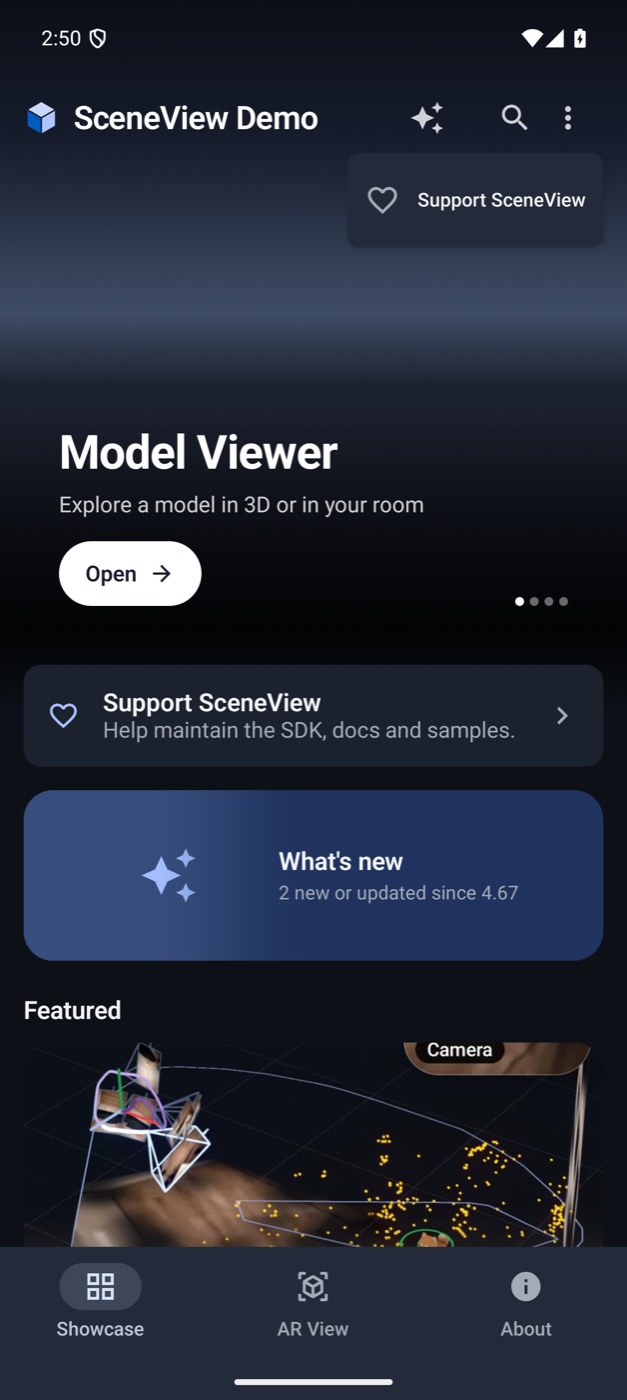 2:50
SceneView Demo
Support SceneView
Model Viewer
Explore a model in 3D or in your room
Open
Support SceneView
Help maintain the SDK, docs and samples.
What's new
2 new or updated since 4.67
Featured
Camera
Showcase
AR View
About